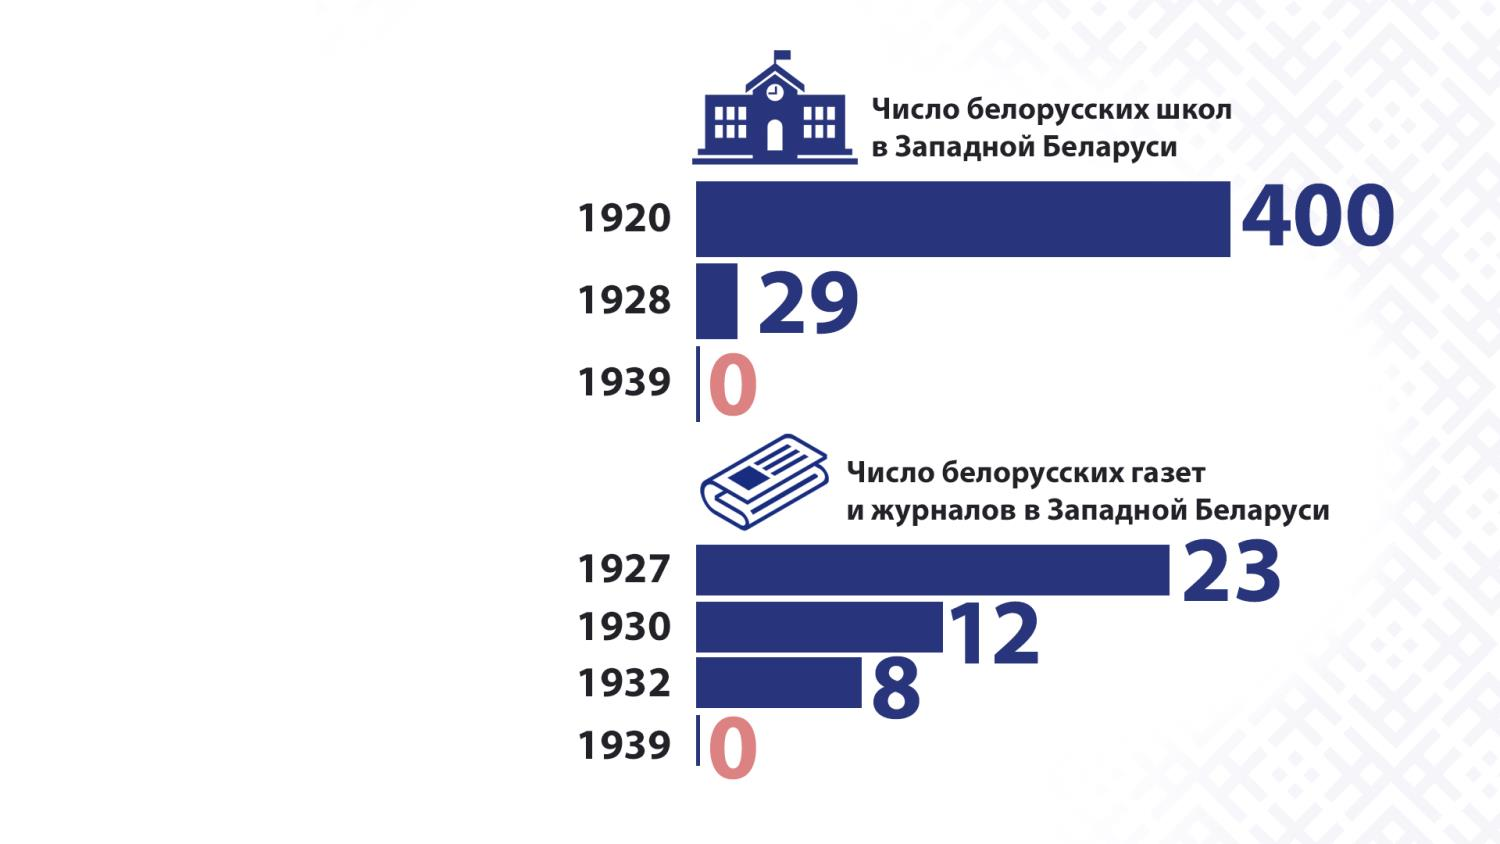 Число белорусских школ
в Западной Беларуси
1920 400
1928 29
1939 0
Число белорусских газет
и журналов в Западной Беларуси
1927 23
1930 12
1932 8
1939 0